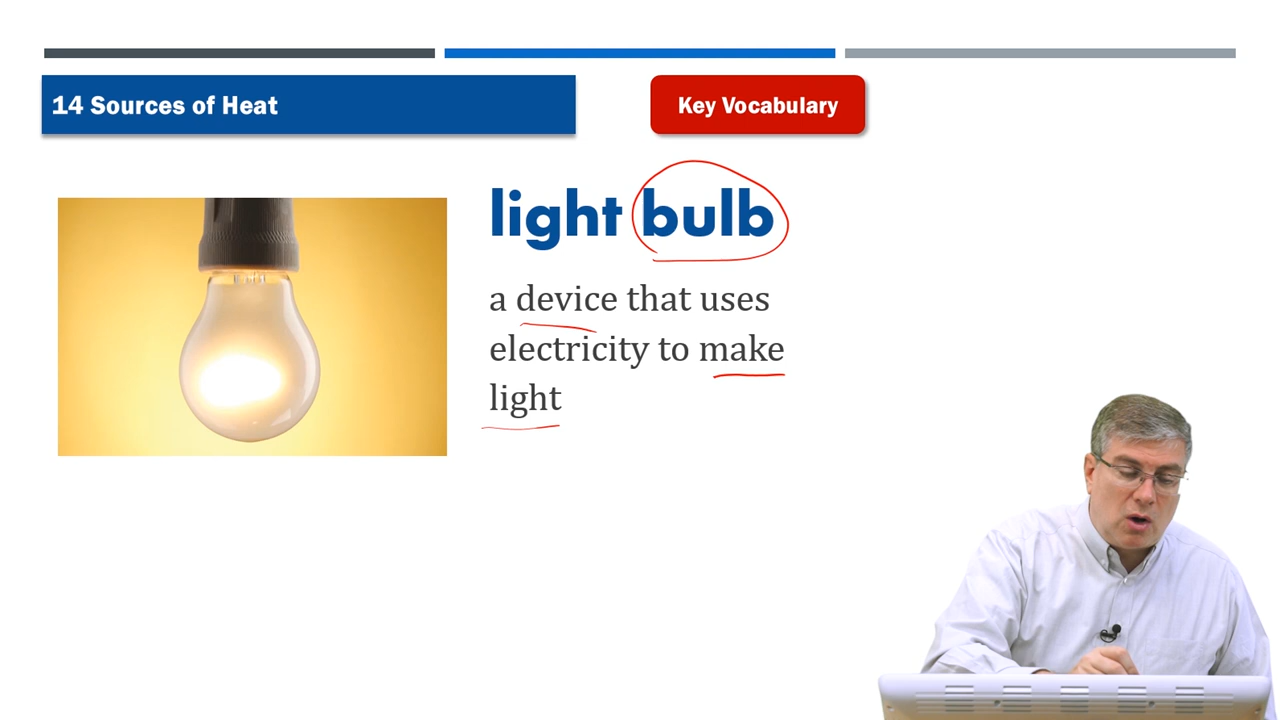 14 Sources of Heat
Key Vocabulary
light bulb
a device that uses
electricity to make
light